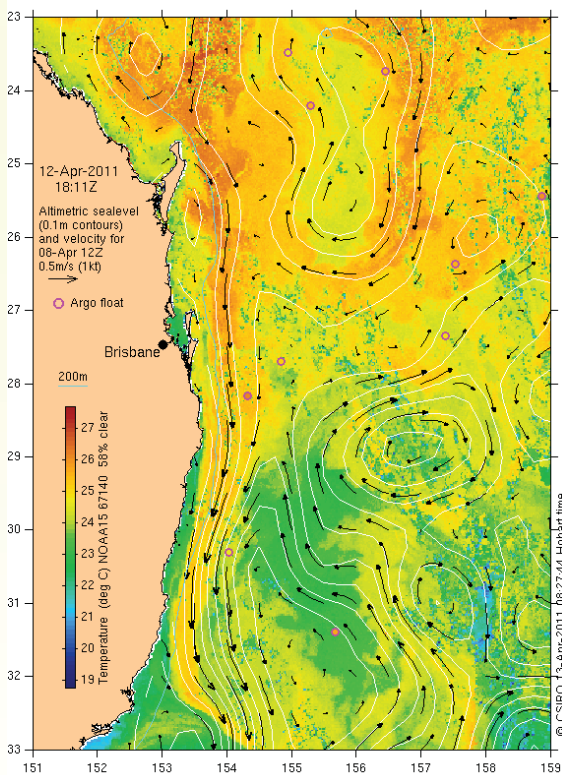 23
24
25
26
27
28
29
30
31
32
33
12-Apr-2011
18:11Z
Altimetric sealevel
(0.1m contours)
and velocity for
08-Apr 12Z
0.5m/s (1kt)
Argo float
Brisbane
200m
27
26
25
24
23
22
21
20
19
Temperature (deg C) NOAA15 67140 58% clear
© CSIRO 13-Apr-2011 08:27:44 Hobart time
151 152 153 154 155 156 157 158 159